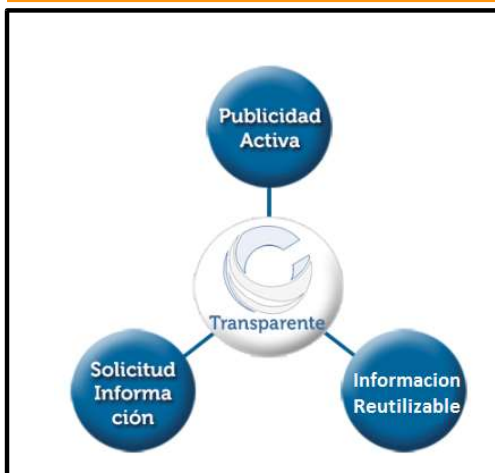 Publicidad
Activa
Transparente
Solicitud
Informa
ción
Informacion
Reutilizable